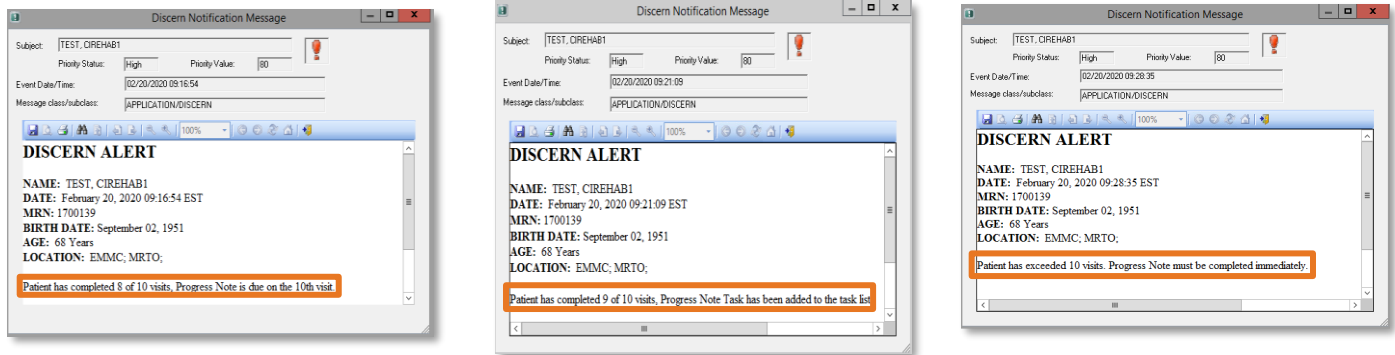 Discern Notification Message
Subject: TEST, CIREHAB1
Priority Status: High Priority Value: 80
Event Date/Time: 02/20/2020 09:16:54
Message class/subclass: APPLICATION/DISCERN
100%
DISCERN ALERT
NAME: TEST, CIREHAB1
DATE: February 20, 2020 09:16:54 EST
MRN: 1700139
BIRTH DATE: September 02, 1951
AGE: 68 Years
LOCATION: EMMC; MRTO;
Patient has completed 8 of 10 visits, Progress Note is due on the 10th visit.
Discern Notification Message
Subject: TEST, CIREHAB1
Priority Status: High Priority Value: 80
Event Date/Time: 02/20/2020 09:21:09
Message class/subclass: APPLICATION/DISCERN
100%
DISCERN ALERT
NAME: TEST, CIREHAB1
DATE: February 20, 2020 09:21:09 EST
MRN: 1700139
BIRTH DATE: September 02, 1951
AGE: 68 Years
LOCATION: EMMC; MRTO;
Patient has completed 9 of 10 visits, Progress Note Task has been added to the task list
Discern Notification Message
Subject: TEST, CIREHAB1
Priority Status: High Priority Value: 80
Event Date/Time: 02/20/2020 09:28:35
Message class/subclass: APPLICATION/DISCERN
100%
DISCERN ALERT
NAME: TEST, CIREHAB1
DATE: February 20, 2020 09:28:35 EST
MRN: 1700139
BIRTH DATE: September 02, 1951
AGE: 68 Years
LOCATION: EMMC; MRTO;
Patient has exceeded 10 visits. Progress Note must be completed immediately.